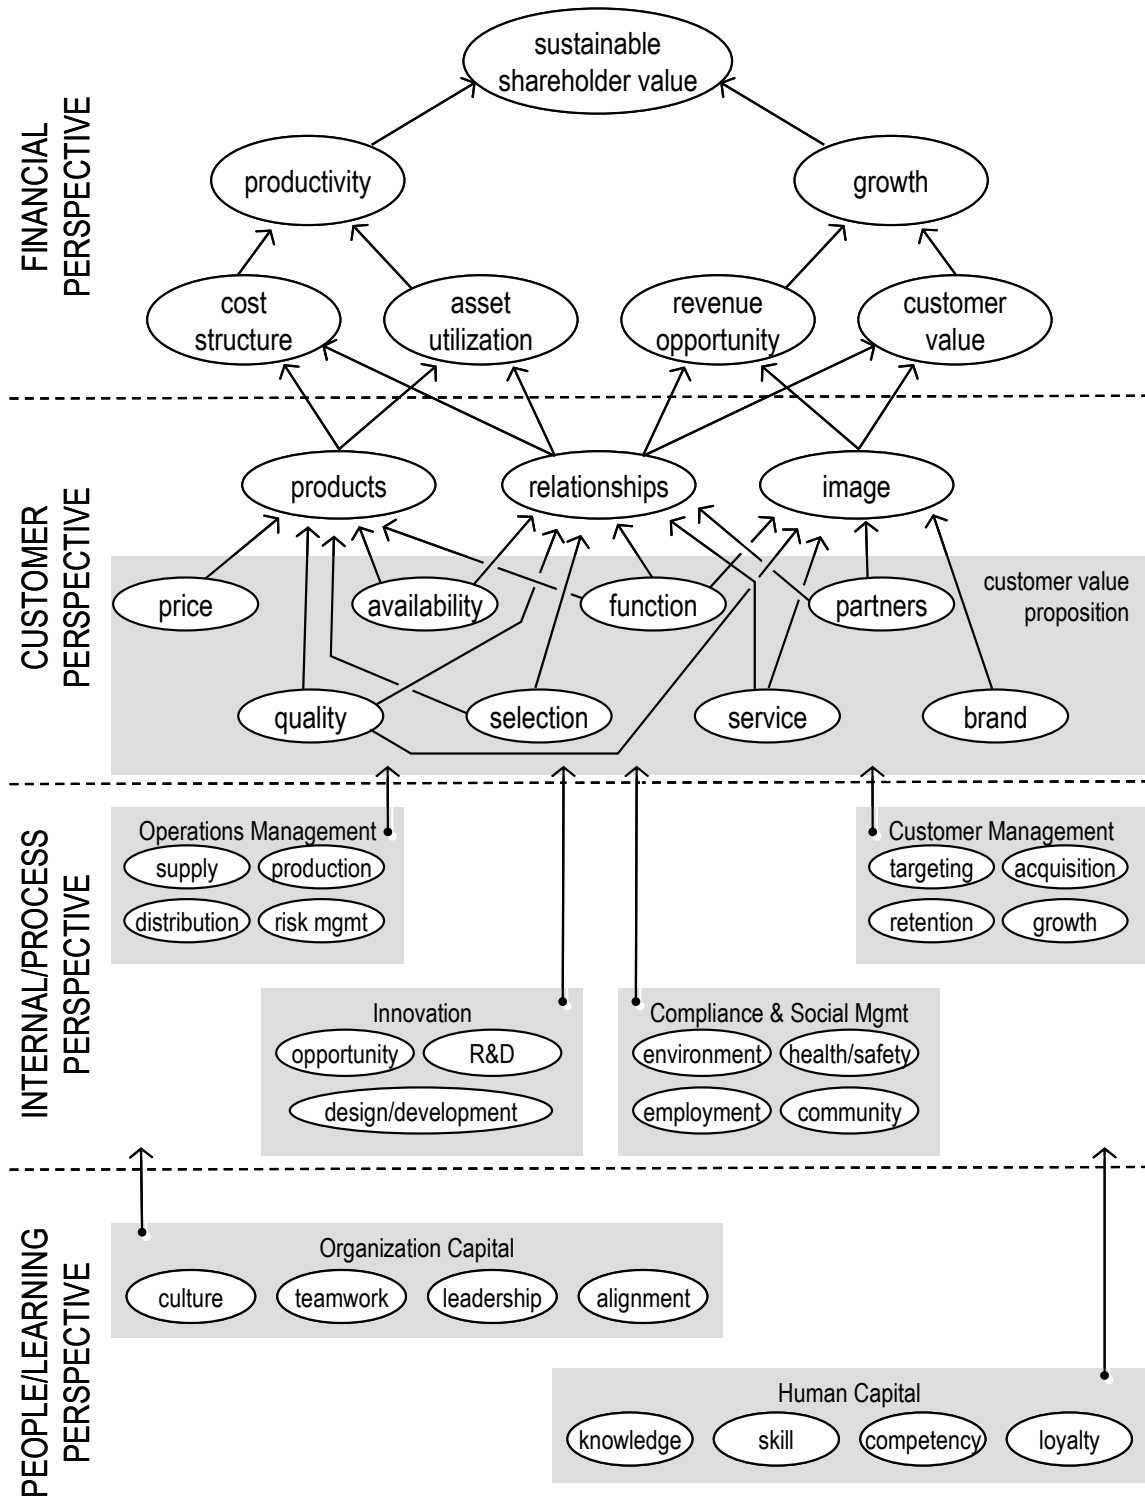 FINANCIAL
PERSPECTIVE
sustainable
shareholder value
productivity
growth
cost
structure
asset
utilization
revenue
opportunity
customer
value
CUSTOMER
PERSPECTIVE
products
relationships
image
price
availability
function
partners
customer value
proposition
quality
selection
service
brand
INTERNAL/PROCESS
PERSPECTIVE
Operations Management
supply
production
distribution
risk mgmt
Customer Management
targeting
acquisition
retention
growth
Innovation
opportunity
R&D
design/development
Compliance & Social Mgmt
environment
health/safety
employment
community
PEOPLE/LEARNING
PERSPECTIVE
Organization Capital
culture
teamwork
leadership
alignment
Human Capital
knowledge
skill
competency
loyalty